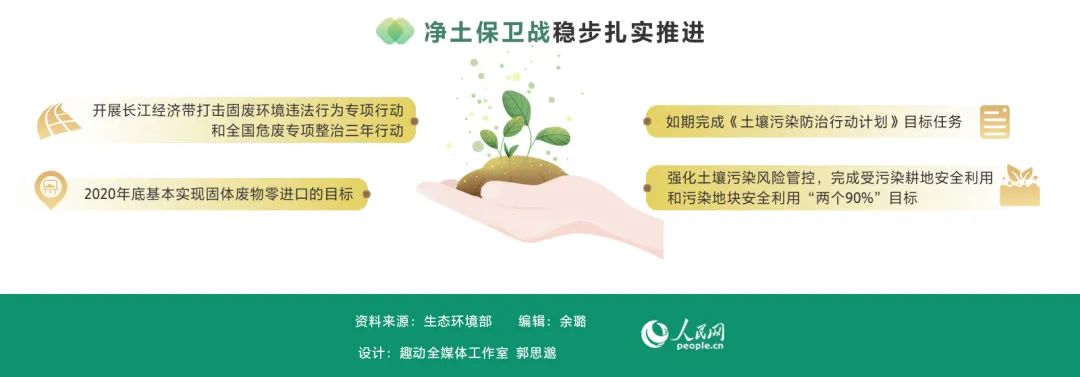 净土保卫战稳步扎实推进
开展长江经济带打击固废环境违法行为专项行动
和全国危废专项整治三年行动
2020年底基本实现固体废物零进口的目标
如期完成《土壤污染防治行动计划》目标任务
强化土壤污染风险管控，完成受污染耕地安全利用
和污染地块安全利用“两个90%”目标
资料来源：生态环境部 编辑：余璐
设计：趣动全媒体工作室 郭思邈
人民网
people.cn